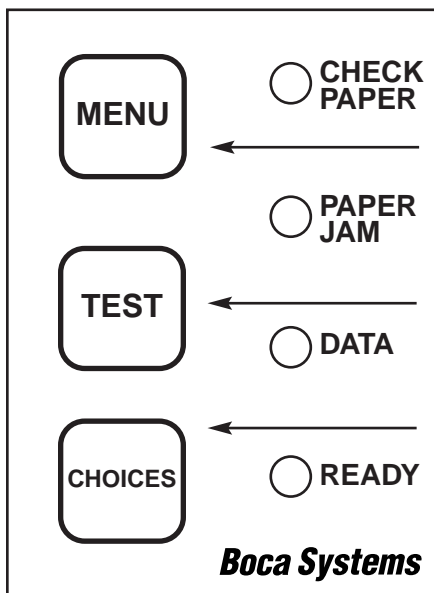 MENU
CHECK
PAPER
PAPER
JAM
TEST
DATA
CHOICES
READY
Boca Systems